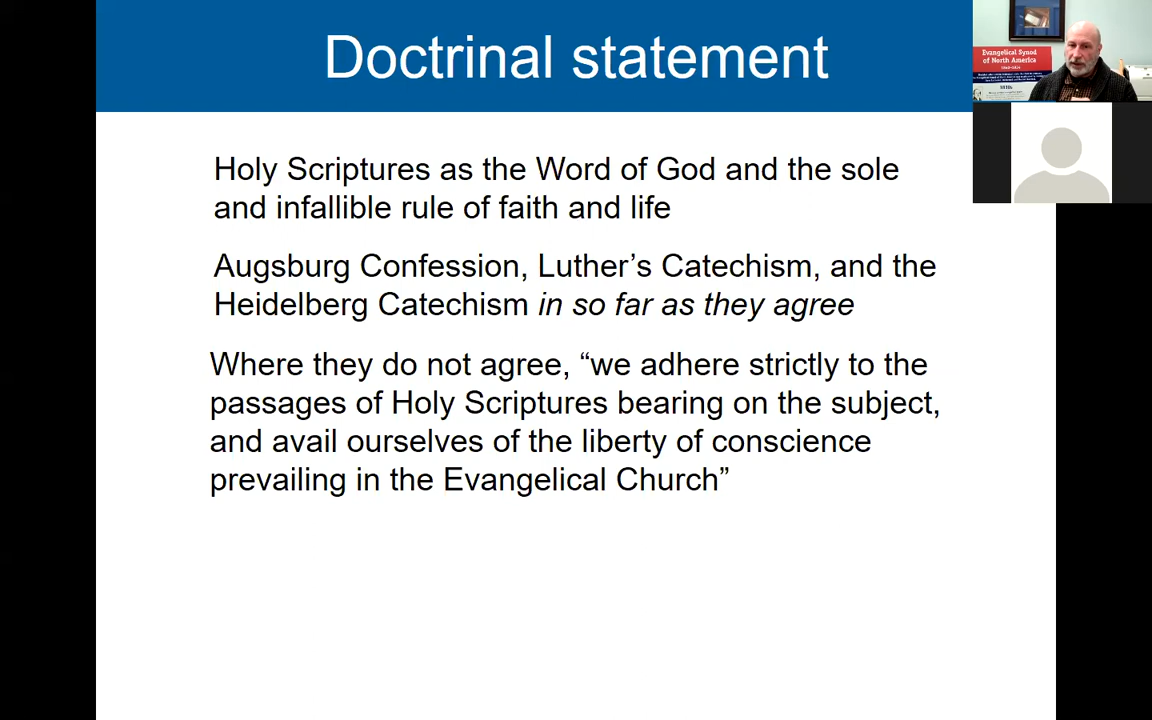 Doctrinal statement
Holy Scriptures as the Word of God and the sole
and infallible rule of faith and life
Augsburg Confession, Luther’s Catechism, and the
Heidelberg Catechism in so far as they agree
Where they do not agree, “we adhere strictly to the
passages of Holy Scriptures bearing on the subject,
and avail ourselves of the liberty of conscience
prevailing in the Evangelical Church”
Evangelical Synod
of North America